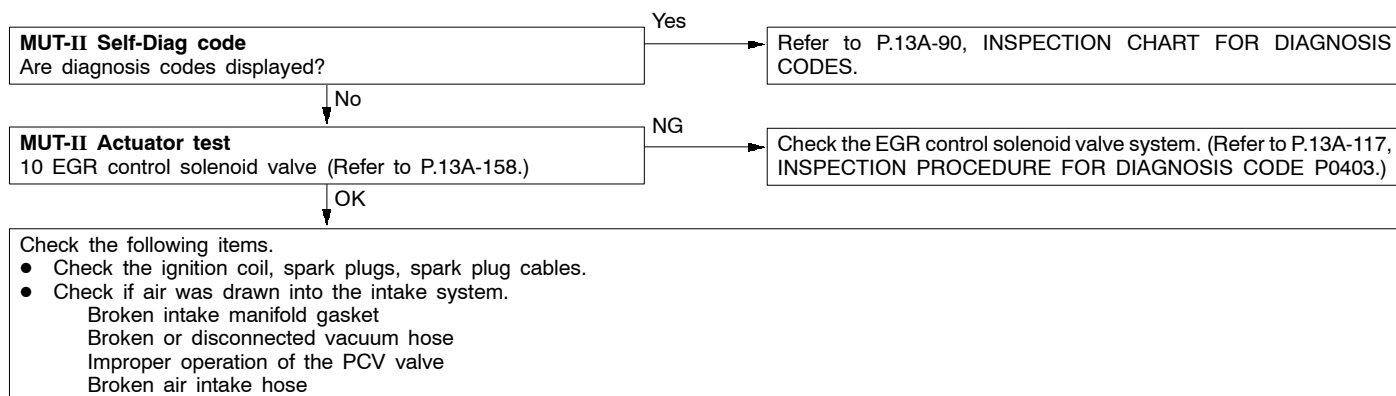 Yes
MUT-II Self-Diag code
Are diagnosis codes displayed?
Refer to P.13A-90, INSPECTION CHART FOR DIAGNOSIS
CODES.
No
MUT-II Actuator test
10 EGR control solenoid valve (Refer to P.13A-158.)
NG
Check the EGR control solenoid valve system. (Refer to P.13A-117,
INSPECTION PROCEDURE FOR DIAGNOSIS CODE P0403.)
OK
Check the following items.
● Check the ignition coil, spark plugs, spark plug cables.
● Check if air was drawn into the intake system.
Broken intake manifold gasket
Broken or disconnected vacuum hose
Improper operation of the PCV valve
Broken air intake hose